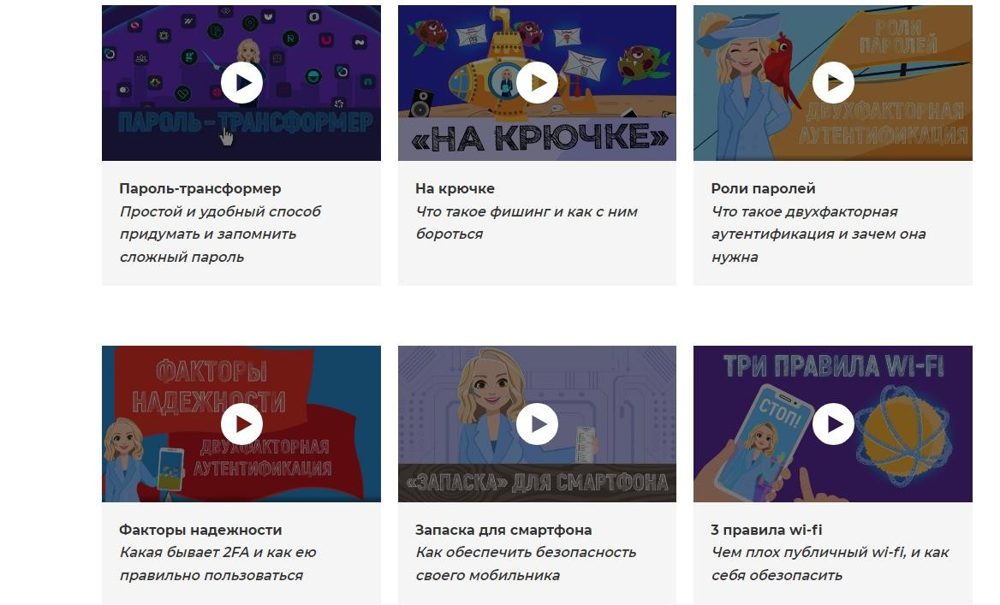 ПАРОЛЬ-ТРАНСФОРМЕР
«НА КРЮЧКЕ»
РОЛИ
ПАРОЛЕЙ
ДВУХФАКТОРНАЯ
АУТЕНТИФИКАЦИЯ
Пароль-трансформер
Простой и удобный способ
придумать и запомнить
сложный пароль
На крючке
Что такое фишинг и как с ним
бороться
Роли паролей
Что такое двухфакторная
аутентификация и зачем она
нужна
ФАКТОРЫ
НАДЕЖНОСТИ
ДВУХФАКТОРНАЯ
АУТЕНТИФИКАЦИЯ
«ЗАПАСКА» ДЛЯ СМАРТФОНА
ТРИ ПРАВИЛА WI-FI
СТОП!
Факторы надежности
Какая бывает 2FA и как ею
правильно пользоваться
Запаска для смартфона
Как обеспечить безопасность
своего мобильника
3 правила wi-fi
Чем плох публичный wi-fi, и как
себя обезопасить